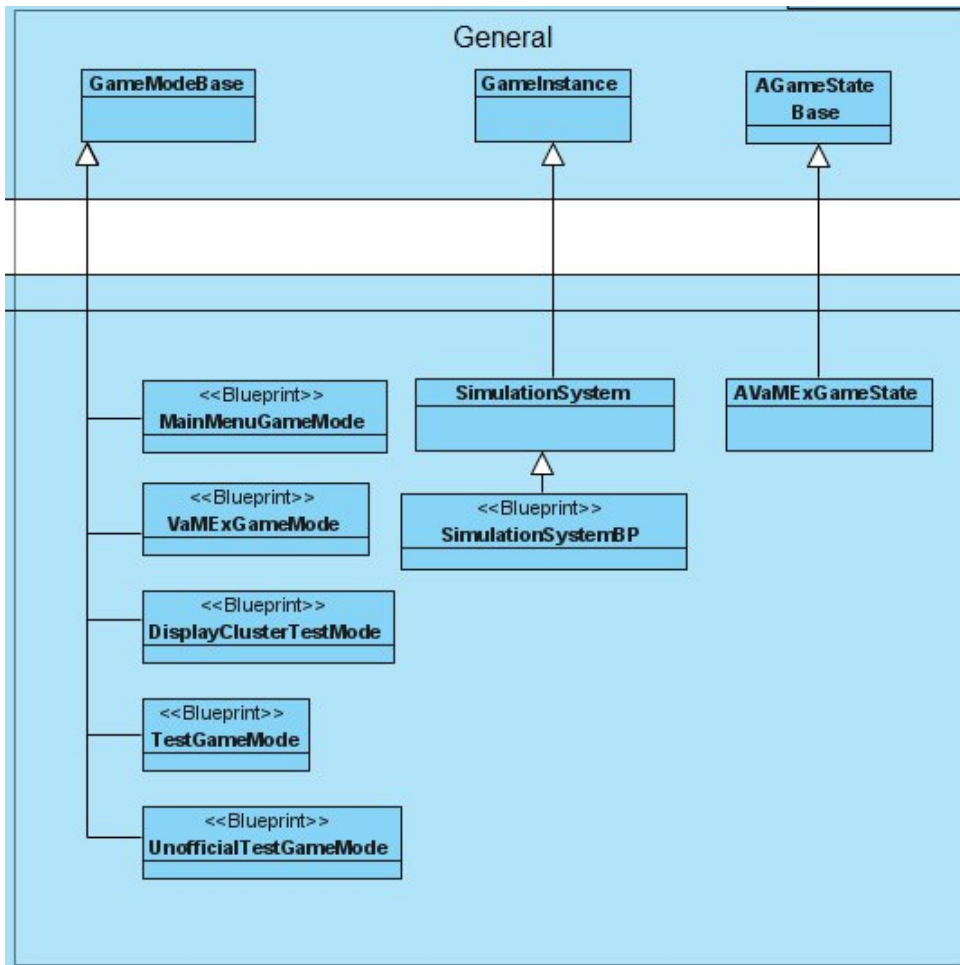 General
GameModeBase
GameInstance
AGameState
Base
<<Blueprint>>
MainMenuGameMode
SimulationSystem
AVaMExGameState
<<Blueprint>>
VaMExGameMode
<<Blueprint>>
SimulationSystemBP
<<Blueprint>>
DisplayClusterTestMode
<<Blueprint>>
TestGameMode
<<Blueprint>>
UnofficialTestGameMode